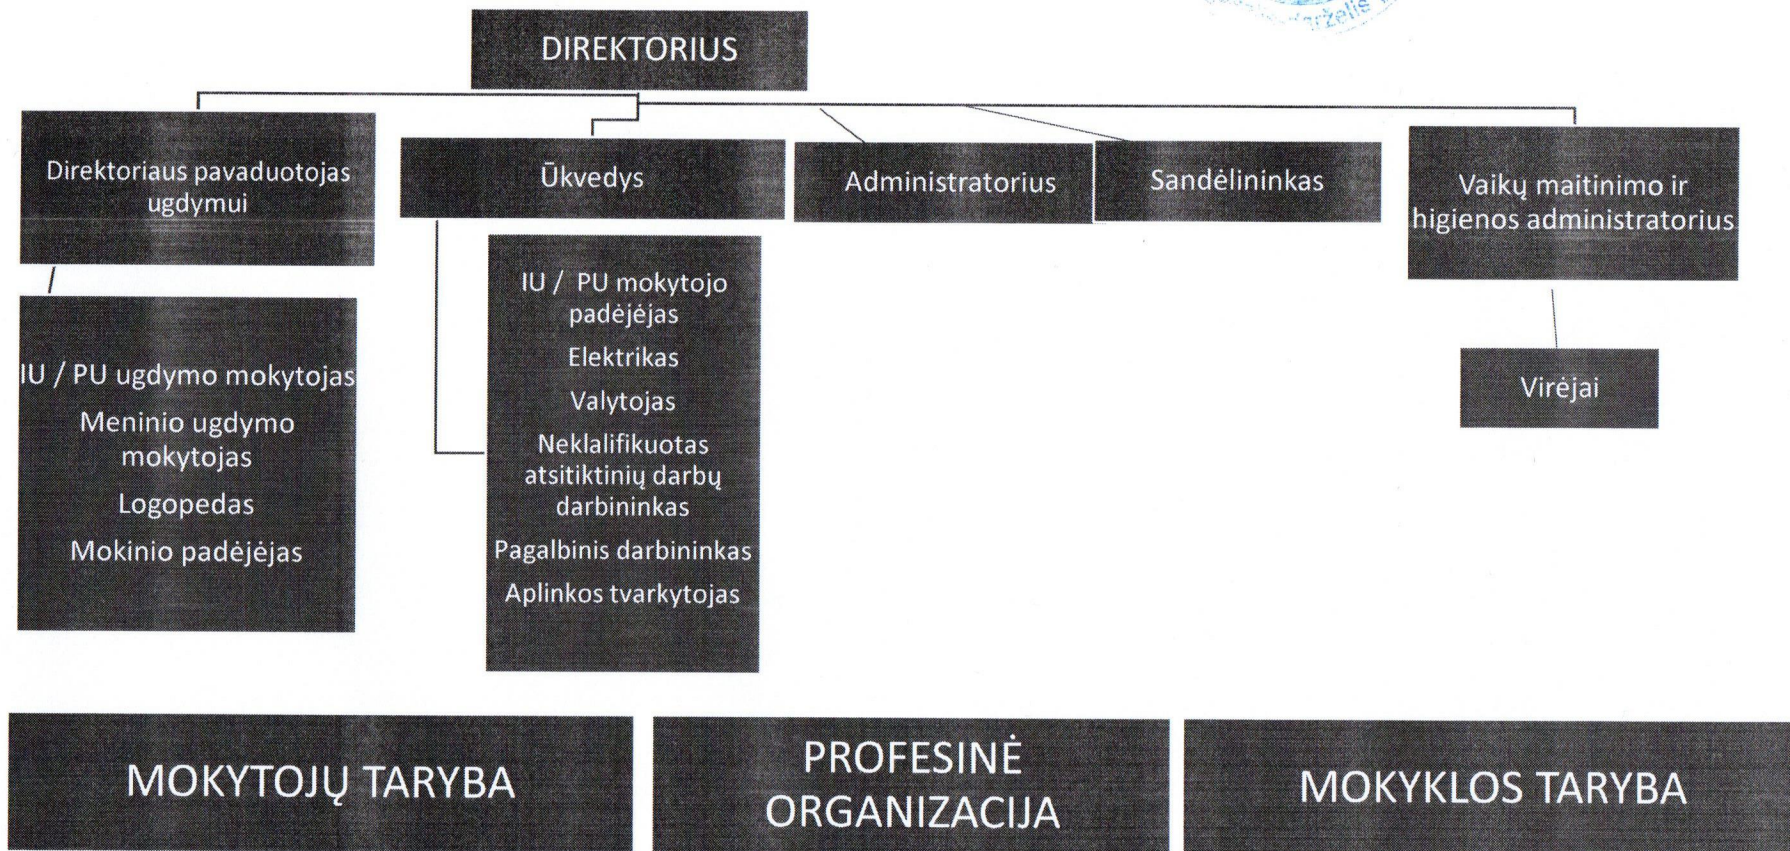 darželis
DIREKTORIUS
Direktoriaus pavaduotojas
ugdymui
Ūkvedys
Administratorius
Sandėlininkas
Vaikų maitinimo ir
higienos administratorius
IU / PU ugdymo mokytojas
Meninio ugdymo
mokytojas
Logopedas
Mokinio padėjėjas
IU / PU mokytojo
padėjėjas
Elektrikas
Valytojas
Neklalifikuotas
atsitiktinių darbų
darbininkas
Pagalbinis darbininkas
Aplinkos tvarkytojas
Virėjai
MOKYTOJŲ TARYBA
PROFESINĖ
ORGANIZACIJA
MOKYKLOS TARYBA